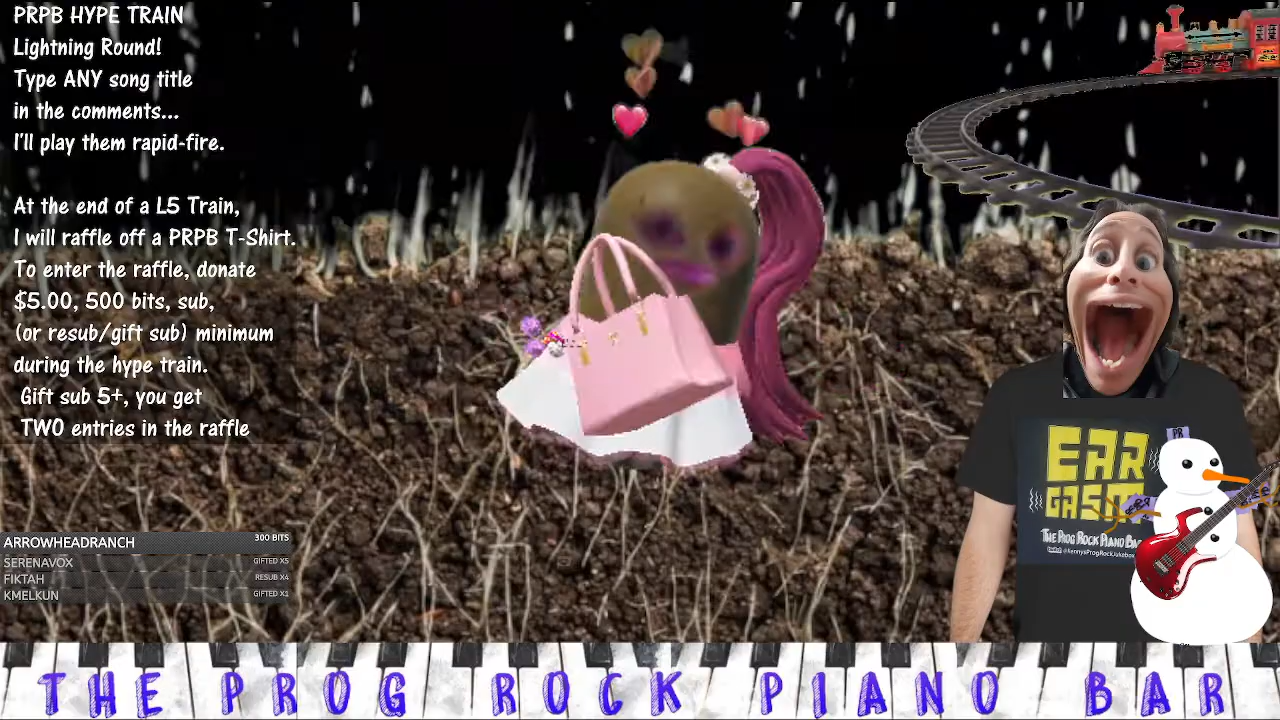 PRPB HYPE TRAIN
Lightning Round!
Type ANY song title
in the comments...
I'll play them rapid-fire.
At the end of a L5 Train,
I will raffle off a PRPB T-Shirt.
To enter the raffle, donate
$5.00, 500 bits, sub,
(or resub/gift sub) minimum
during the hype train.
Gift sub 5+, you get
TWO entries in the raffle
ARROWHEADRANCH 300 BITS
SERENAVOX GIFTED X5
FIKTAH RESUB X4
KMELKUN GIFTED X1
EAR
GASM
THE PROG ROCK PIANO BAR
PR
THE PROG ROCK PIANO BAR